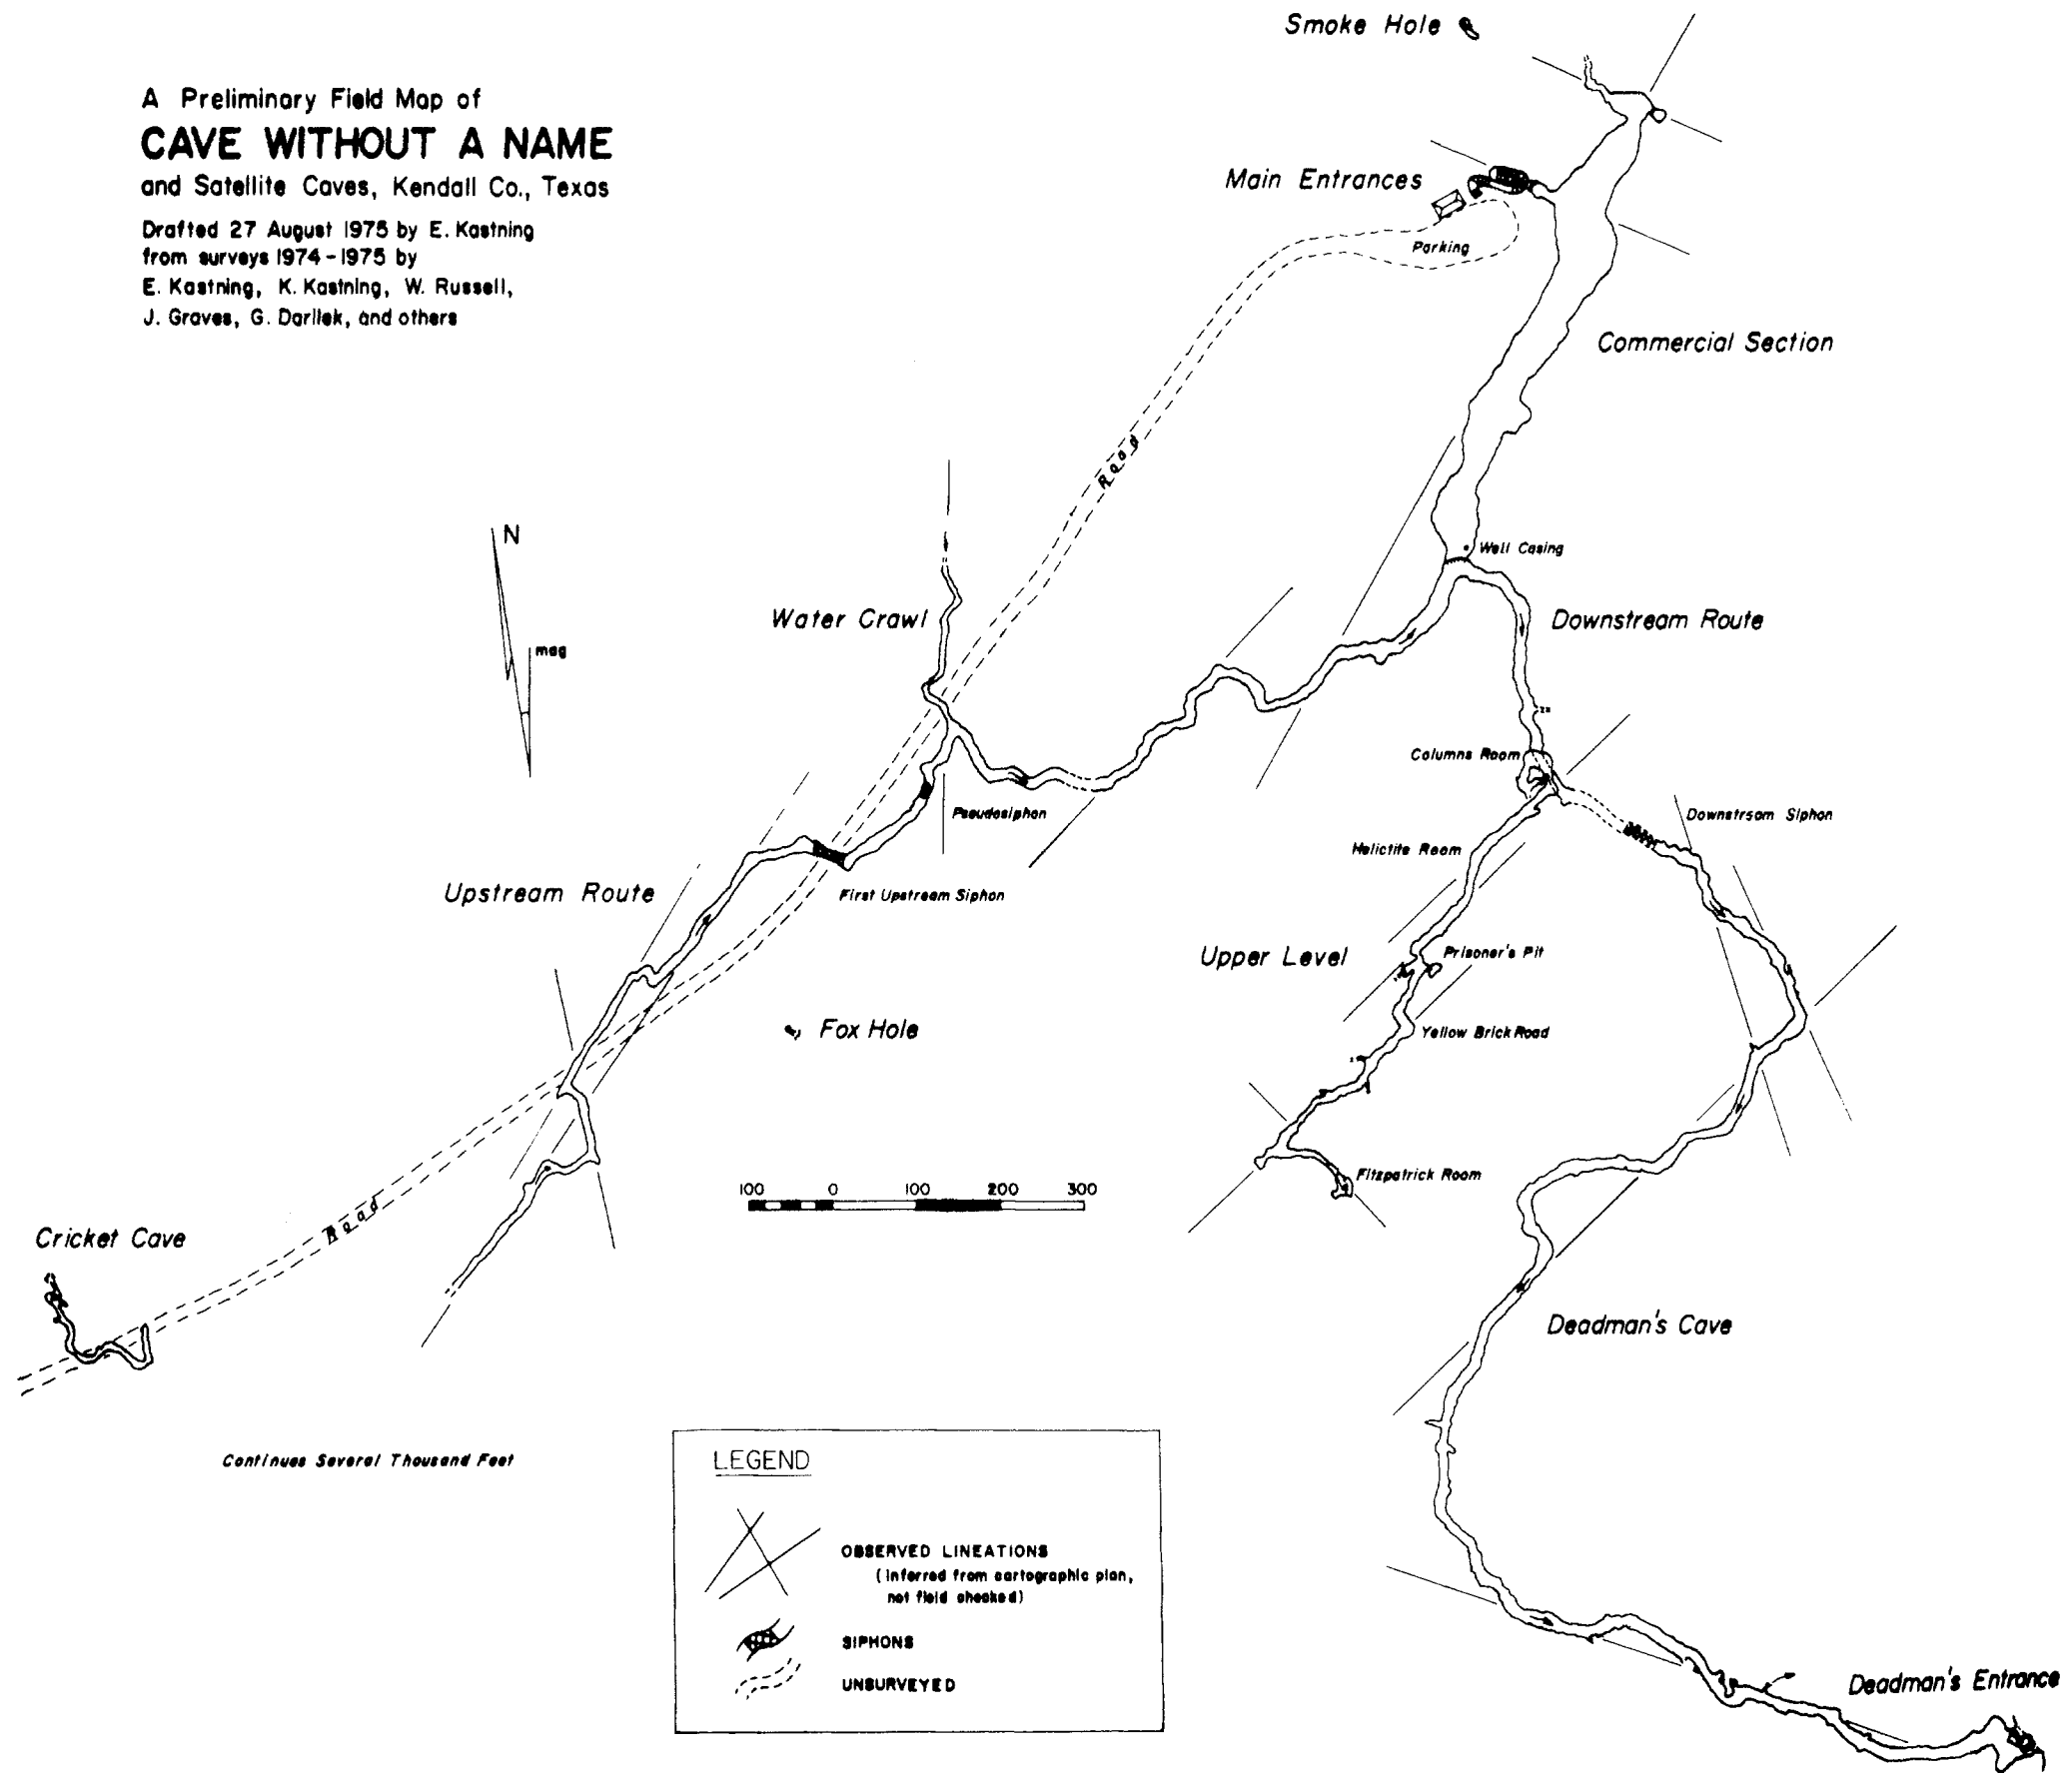 A Preliminary Field Map of
CAVE WITHOUT A NAME
and Satellite Caves, Kendall Co., Texas
Drafted 27 August 1975 by E. Kastning
from surveys 1974-1975 by
E. Kastning, K. Kastning, W. Russell,
J. Graves, G. Darilek, and others
Smoke Hole
Main Entrances
Parking
Commercial Section
Road
N
mag
Well Casing
Water Crawl
Downstream Route
Columns Room
Pseudosiphon
Downstream Siphon
Helictite Room
Upstream Route
First Upstream Siphon
Upper Level
Prisoner's Pit
Fox Hole
Yellow Brick Road
Fitzpatrick Room
100 0 100 200 300
Road
Cricket Cave
Deadman's Cave
Continues Several Thousand Feet
LEGEND
OBSERVED LINEATIONS
(inferred from cartographic plan,
not field checked)
SIPHONS
UNSURVEYED
Deadman's Entrance